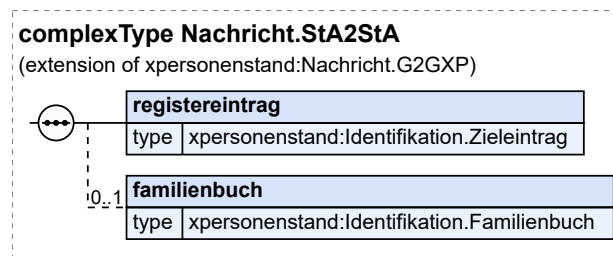 complexType Nachricht.StA2StA
(extension of xpersonenstand:Nachricht.G2GXP)
registereintrag
type xpersonenstand:Identifikation.Zieleintrag
0..1
familienbuch
type xpersonenstand:Identifikation.Familienbuch